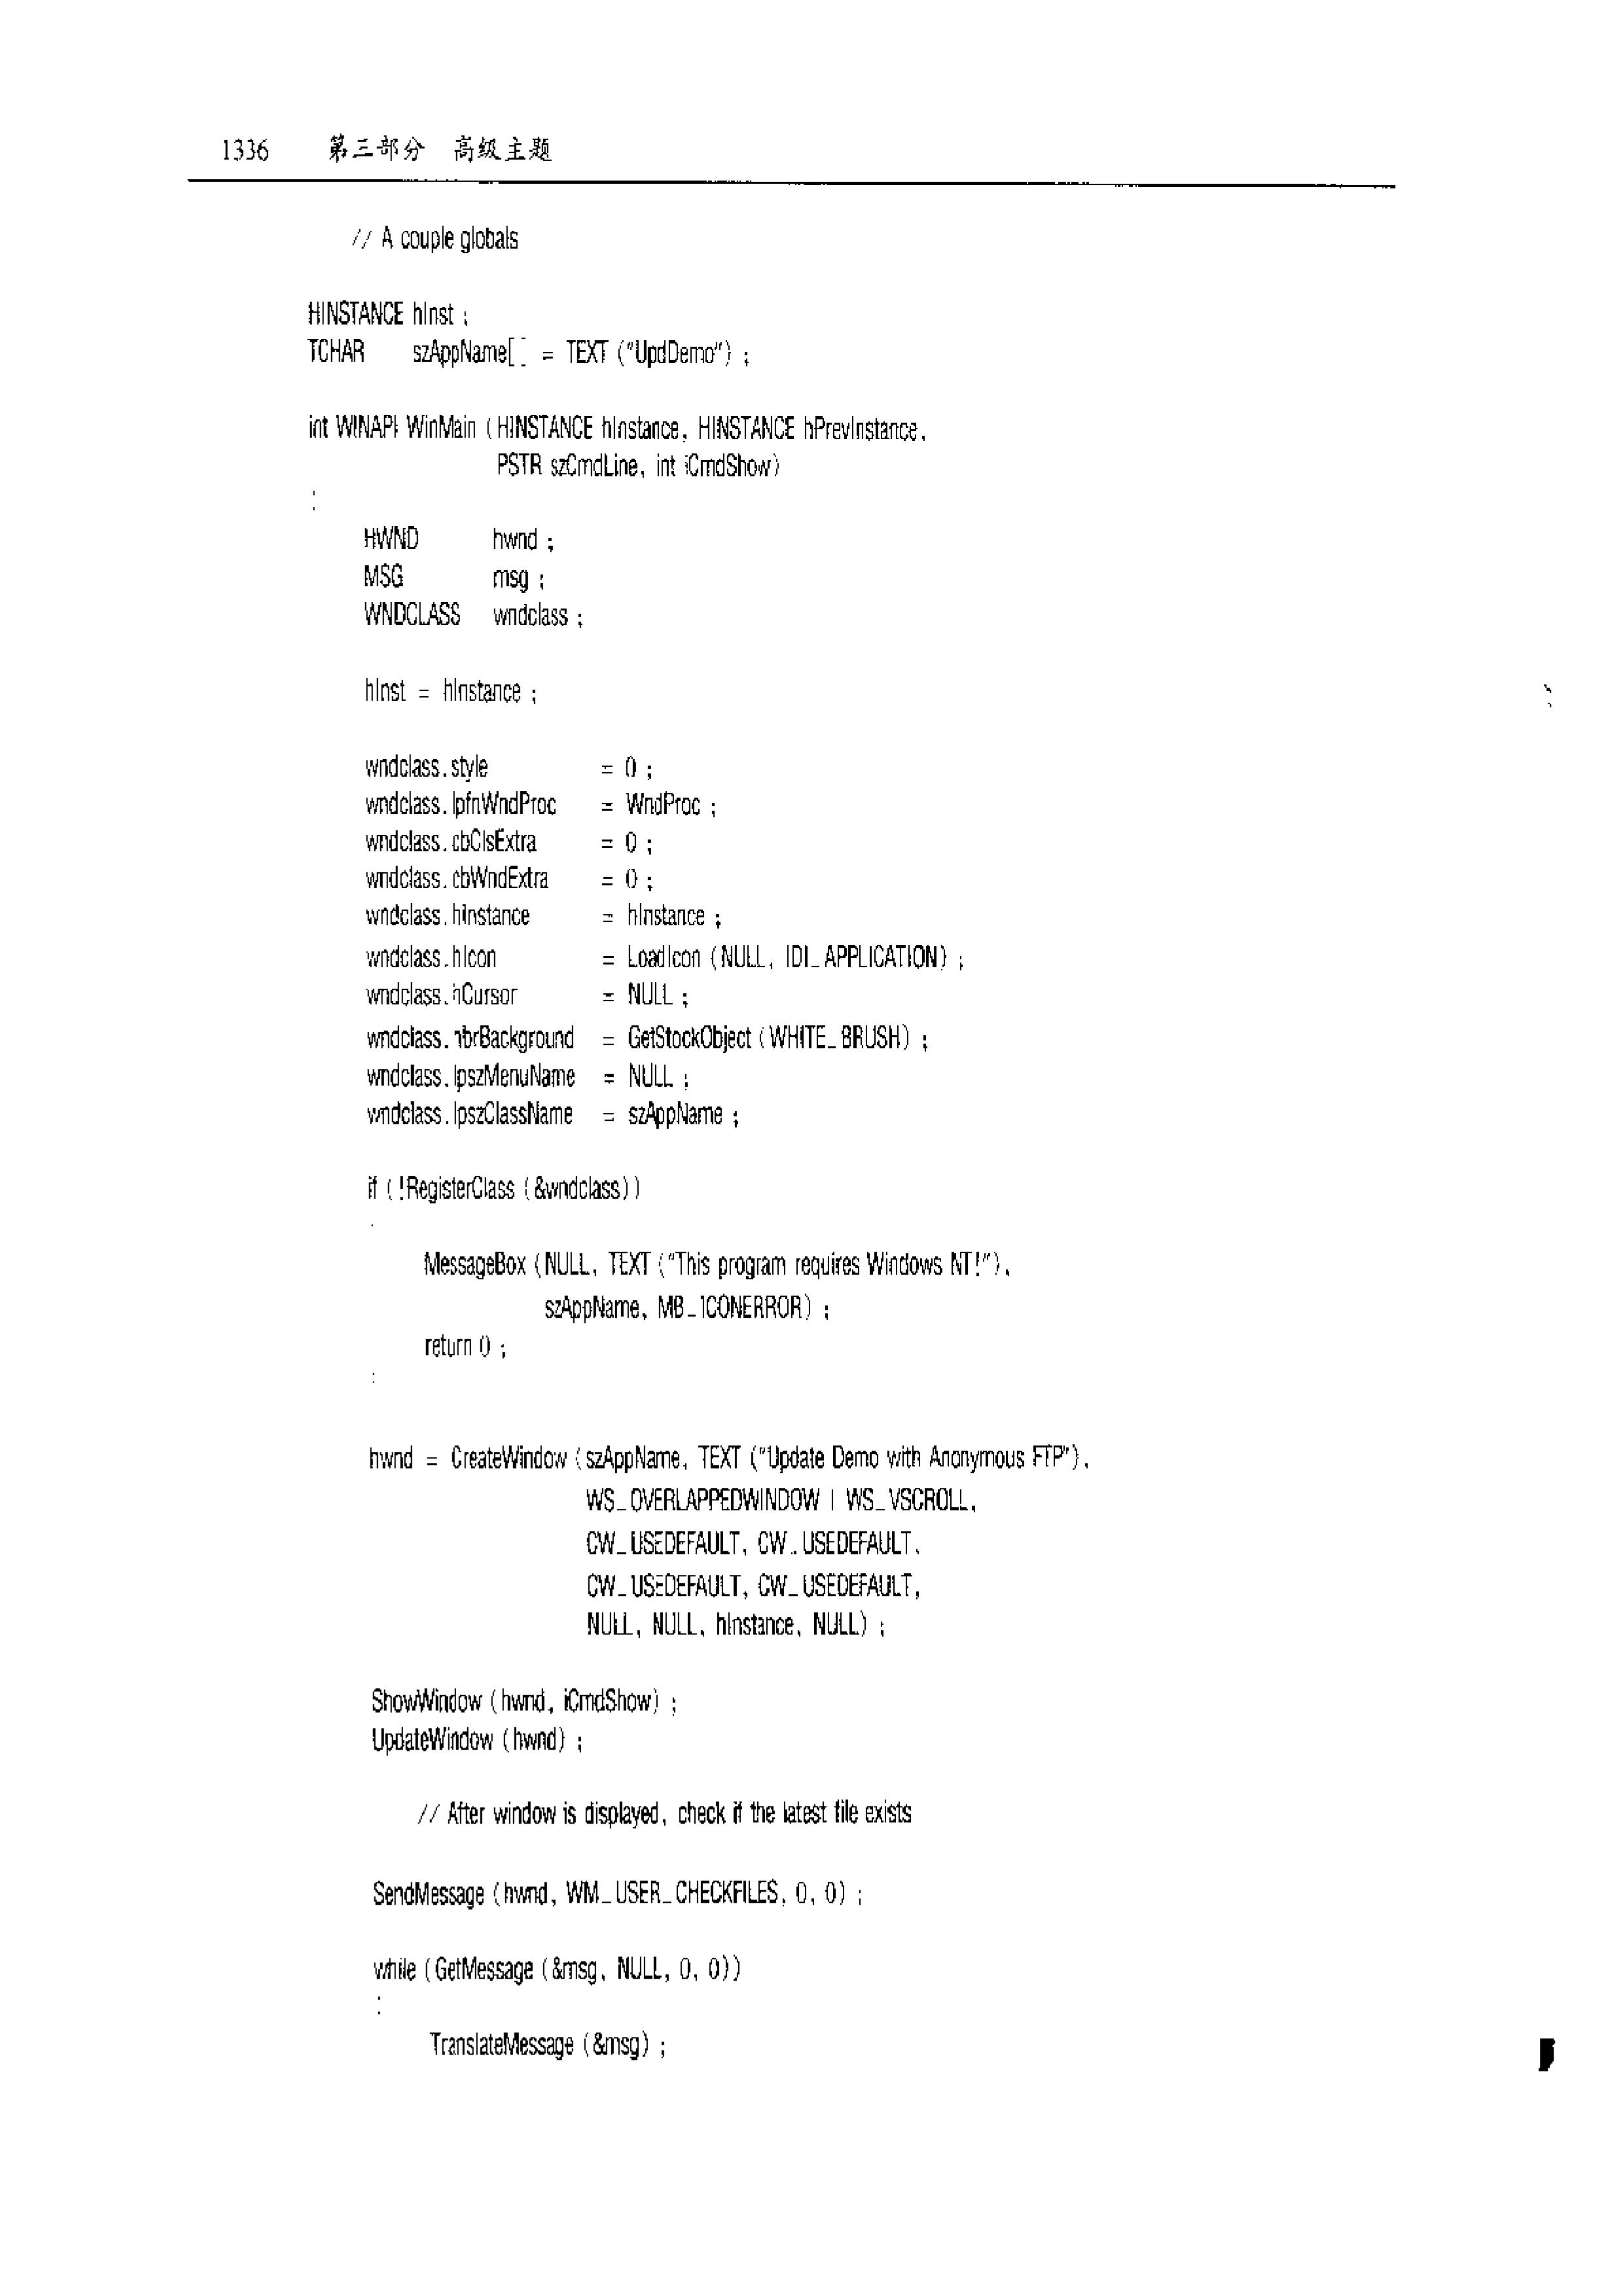 1336 第三部分 高级主题
// A couple globals
HINSTANCE hInst ;
TCHAR szAppName[ ] = TEXT ("UpdDemo") ;
int WINAPI WinMain (HINSTANCE hInstance, HINSTANCE hPrevInstance,
PSTR szCmdLine, int iCmdShow)
HWND hwnd ;
MSG msg ;
WNDCLASS wndclass ;
hInst = hInstance ;
wndclass.style = 0 ;
wndclass.lpfnWndProc = WndProc ;
wndclass.cbClsExtra = 0 ;
wndclass.cbWndExtra = 0 ;
wndclass.hInstance = hInstance ;
wndclass.hIcon = LoadIcon (NULL, IDI_APPLICATION) ;
wndclass.hCursor = NULL ;
wndclass.hbrBackground = GetStockObject (WHITE_BRUSH) ;
wndclass.lpszMenuName = NULL ;
wndclass.lpszClassName = szAppName ;
if (!RegisterClass (&wndclass))
MessageBox (NULL, TEXT ("This program requires Windows NT!"),
szAppName, MB_ICONERROR) ;
return 0 ;
hwnd = CreateWindow (szAppName, TEXT ("Update Demo with Anonymous FTP"),
WS_OVERLAPPEDWINDOW | WS_VSCROLL,
CW_USEDEFAULT, CW_USEDEFAULT,
CW_USEDEFAULT, CW_USEDEFAULT,
NULL, NULL, hInstance, NULL) ;
ShowWindow (hwnd, iCmdShow) ;
UpdateWindow (hwnd) ;
// After window is displayed, check if the latest file exists
SendMessage (hwnd, WM_USER_CHECKFILES, 0, 0) ;
while (GetMessage (&msg, NULL, 0, 0))
TranslateMessage (&msg) ;